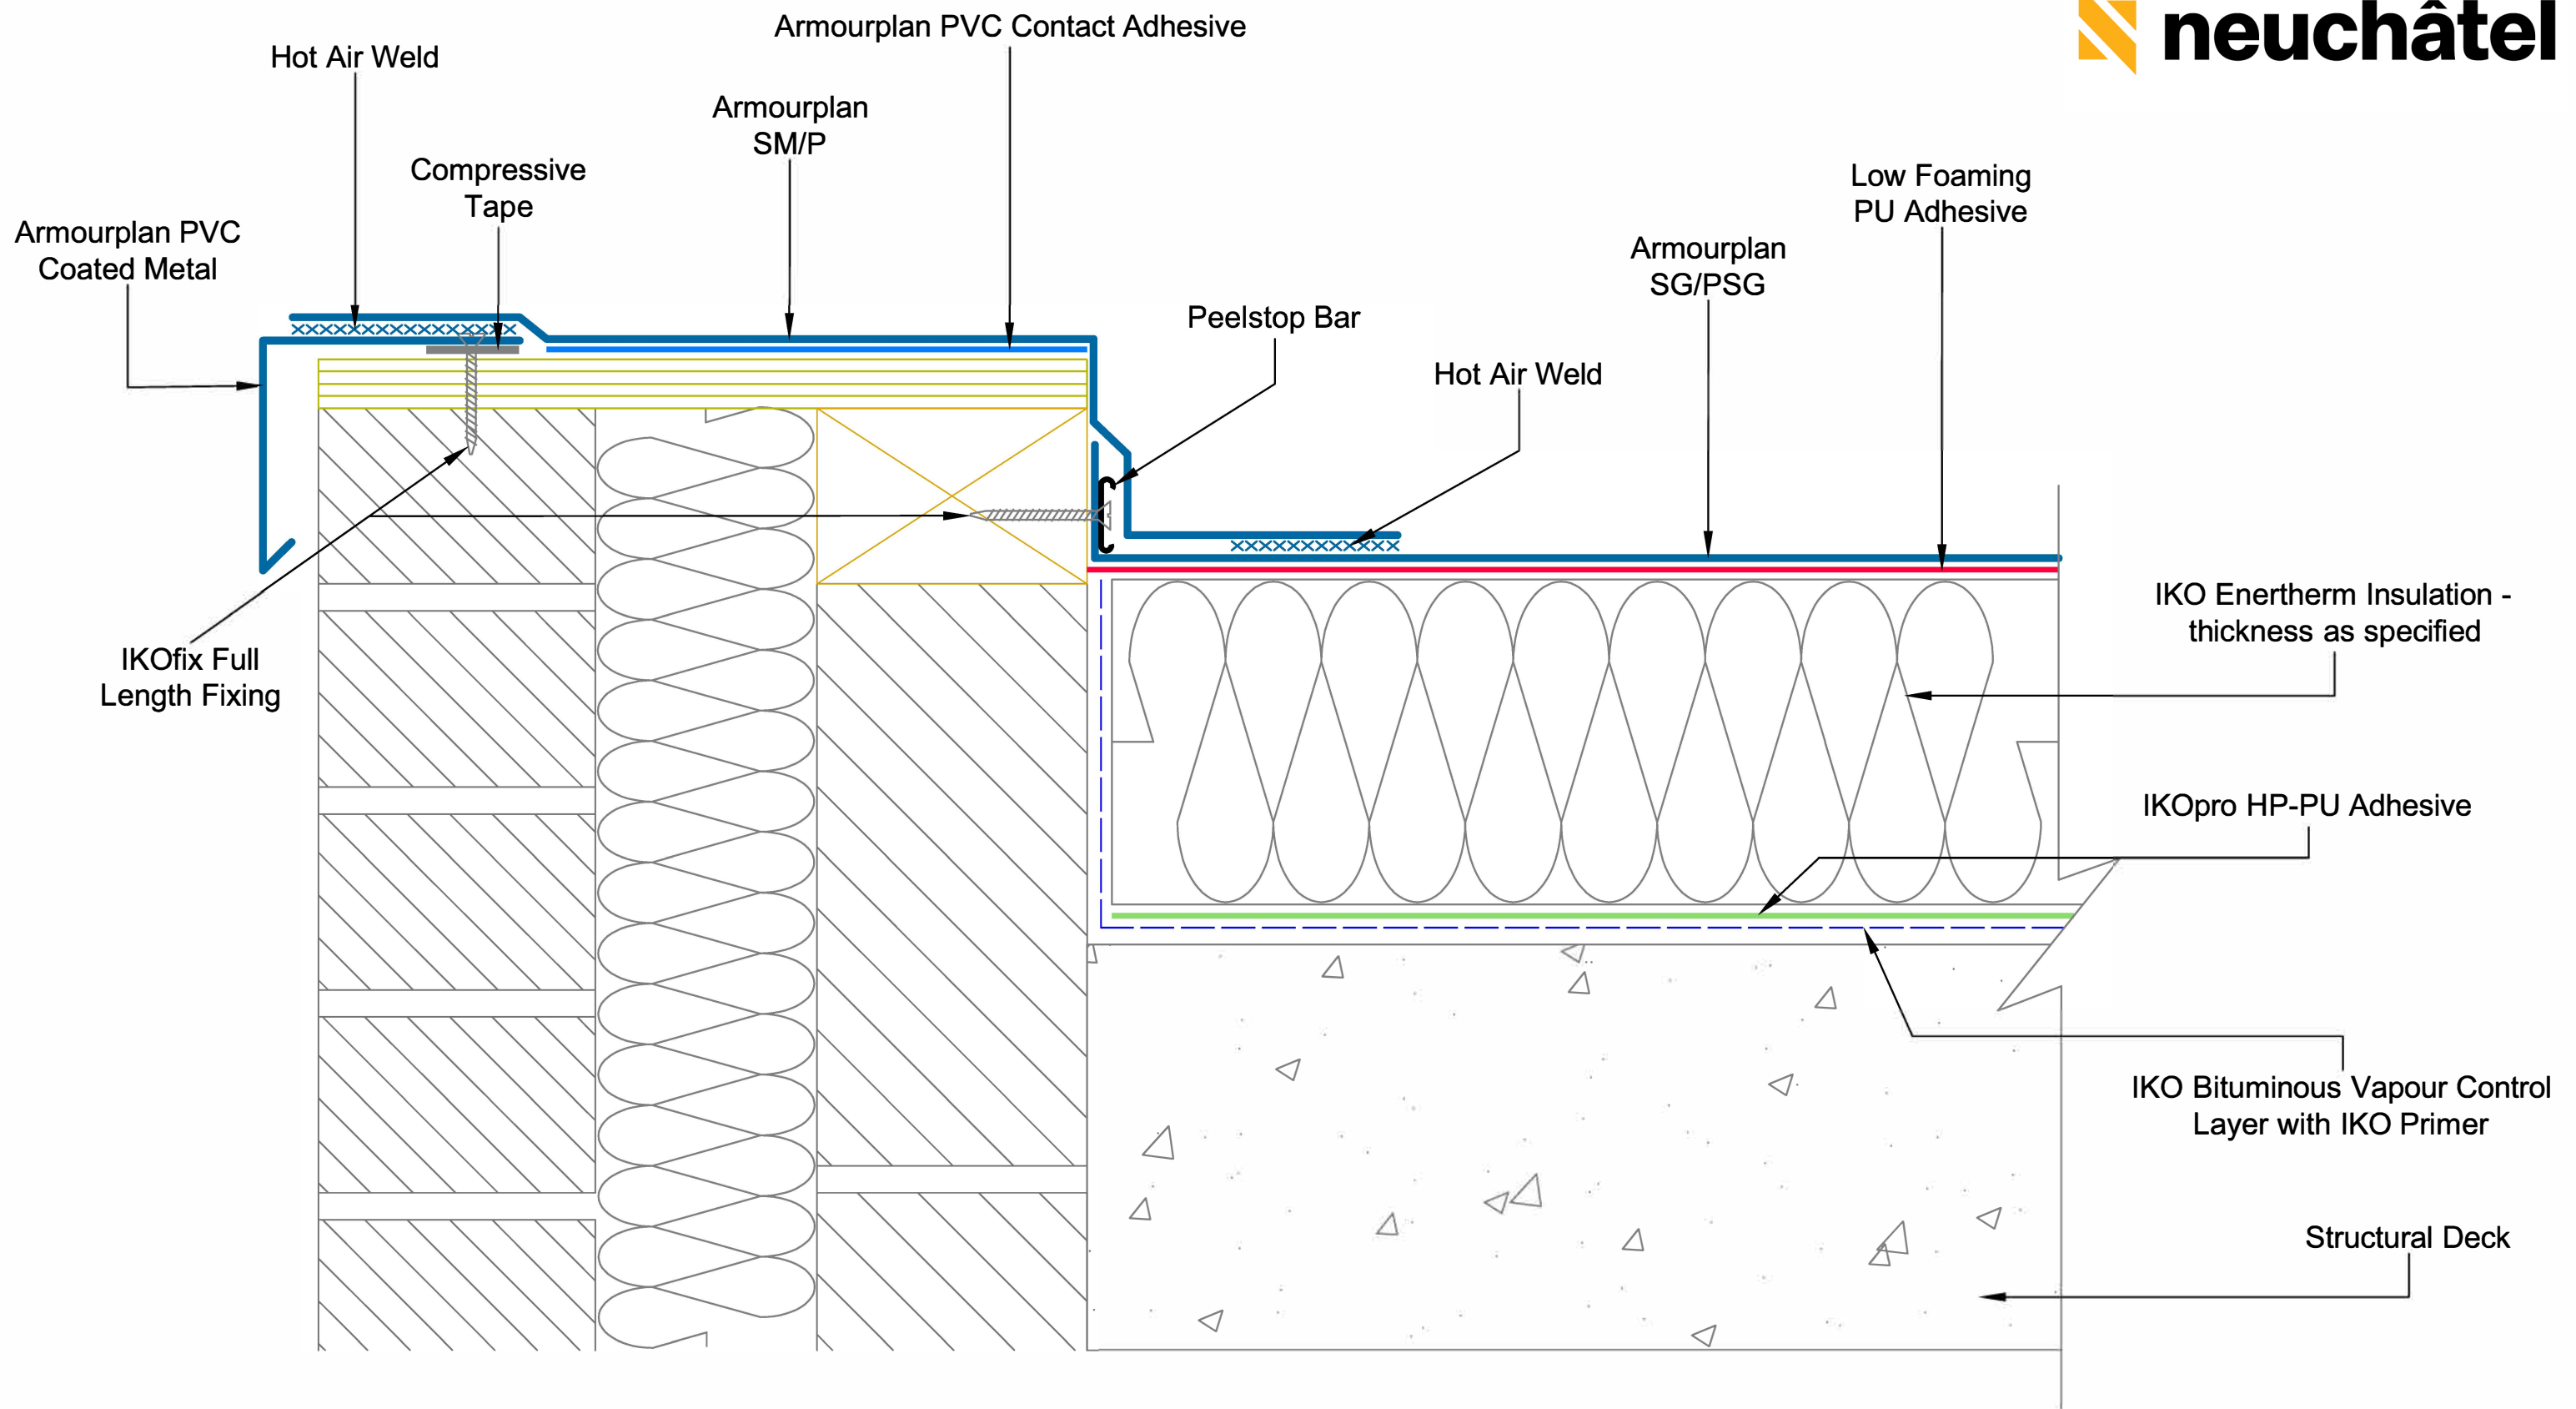 neuchâtel
Armourplan PVC Contact Adhesive
Hot Air Weld
Armourplan
SM/P
Compressive
Tape
Low Foaming
PU Adhesive
Armourplan PVC
Coated Metal
Armourplan
SG/PSG
Peelstop Bar
Hot Air Weld
IKO Enertherm Insulation -
thickness as specified
IKOfix Full
Length Fixing
IKOpro HP-PU Adhesive
IKO Bituminous Vapour Control
Layer with IKO Primer
Structural Deck